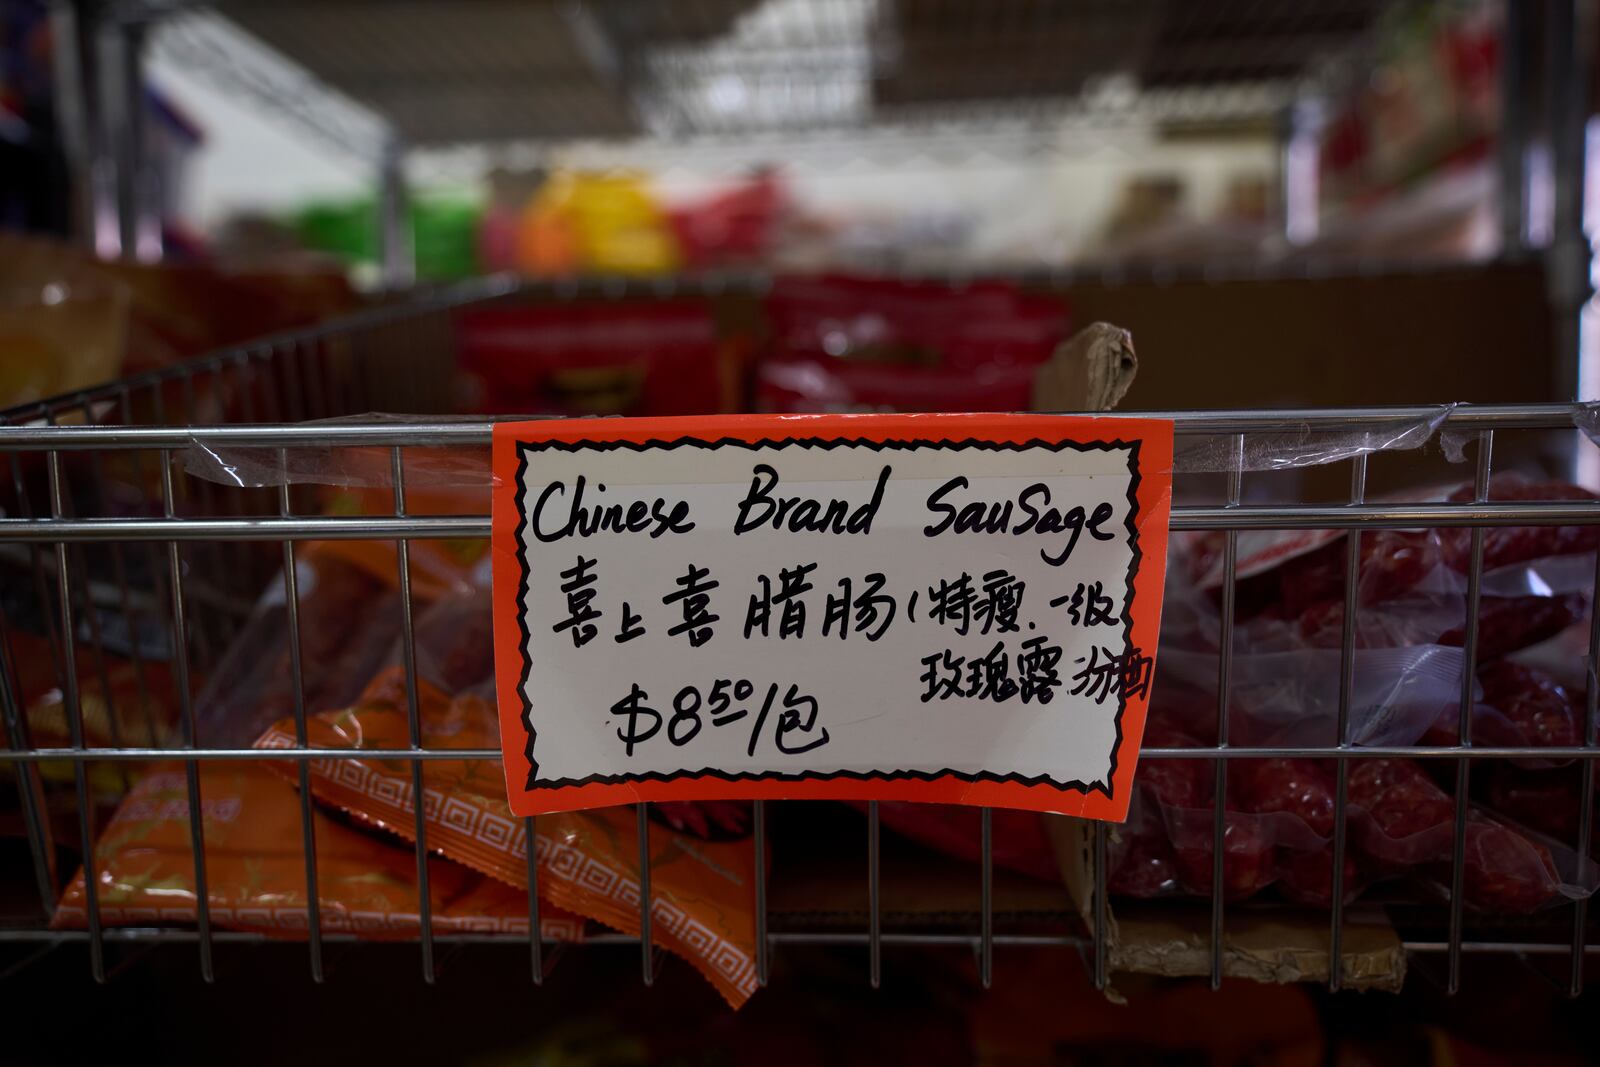 Chinese Brand Sausage
喜上喜腊肠(特瘦.一级
玫瑰露.汾酒
$8.50/包